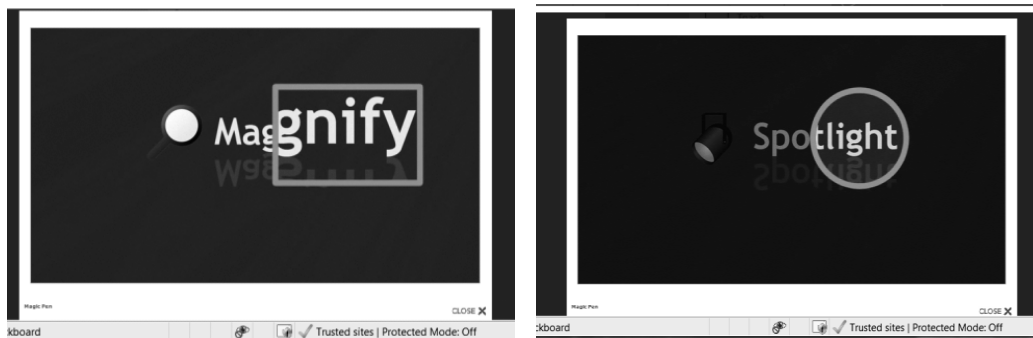 Magnify
Magic Pen
CLOSE X
kboard
Trusted sites | Protected Mode: Off
Spotlight
Magic Pen
CLOSE X
ckboard
Trusted sites | Protected Mode: Off